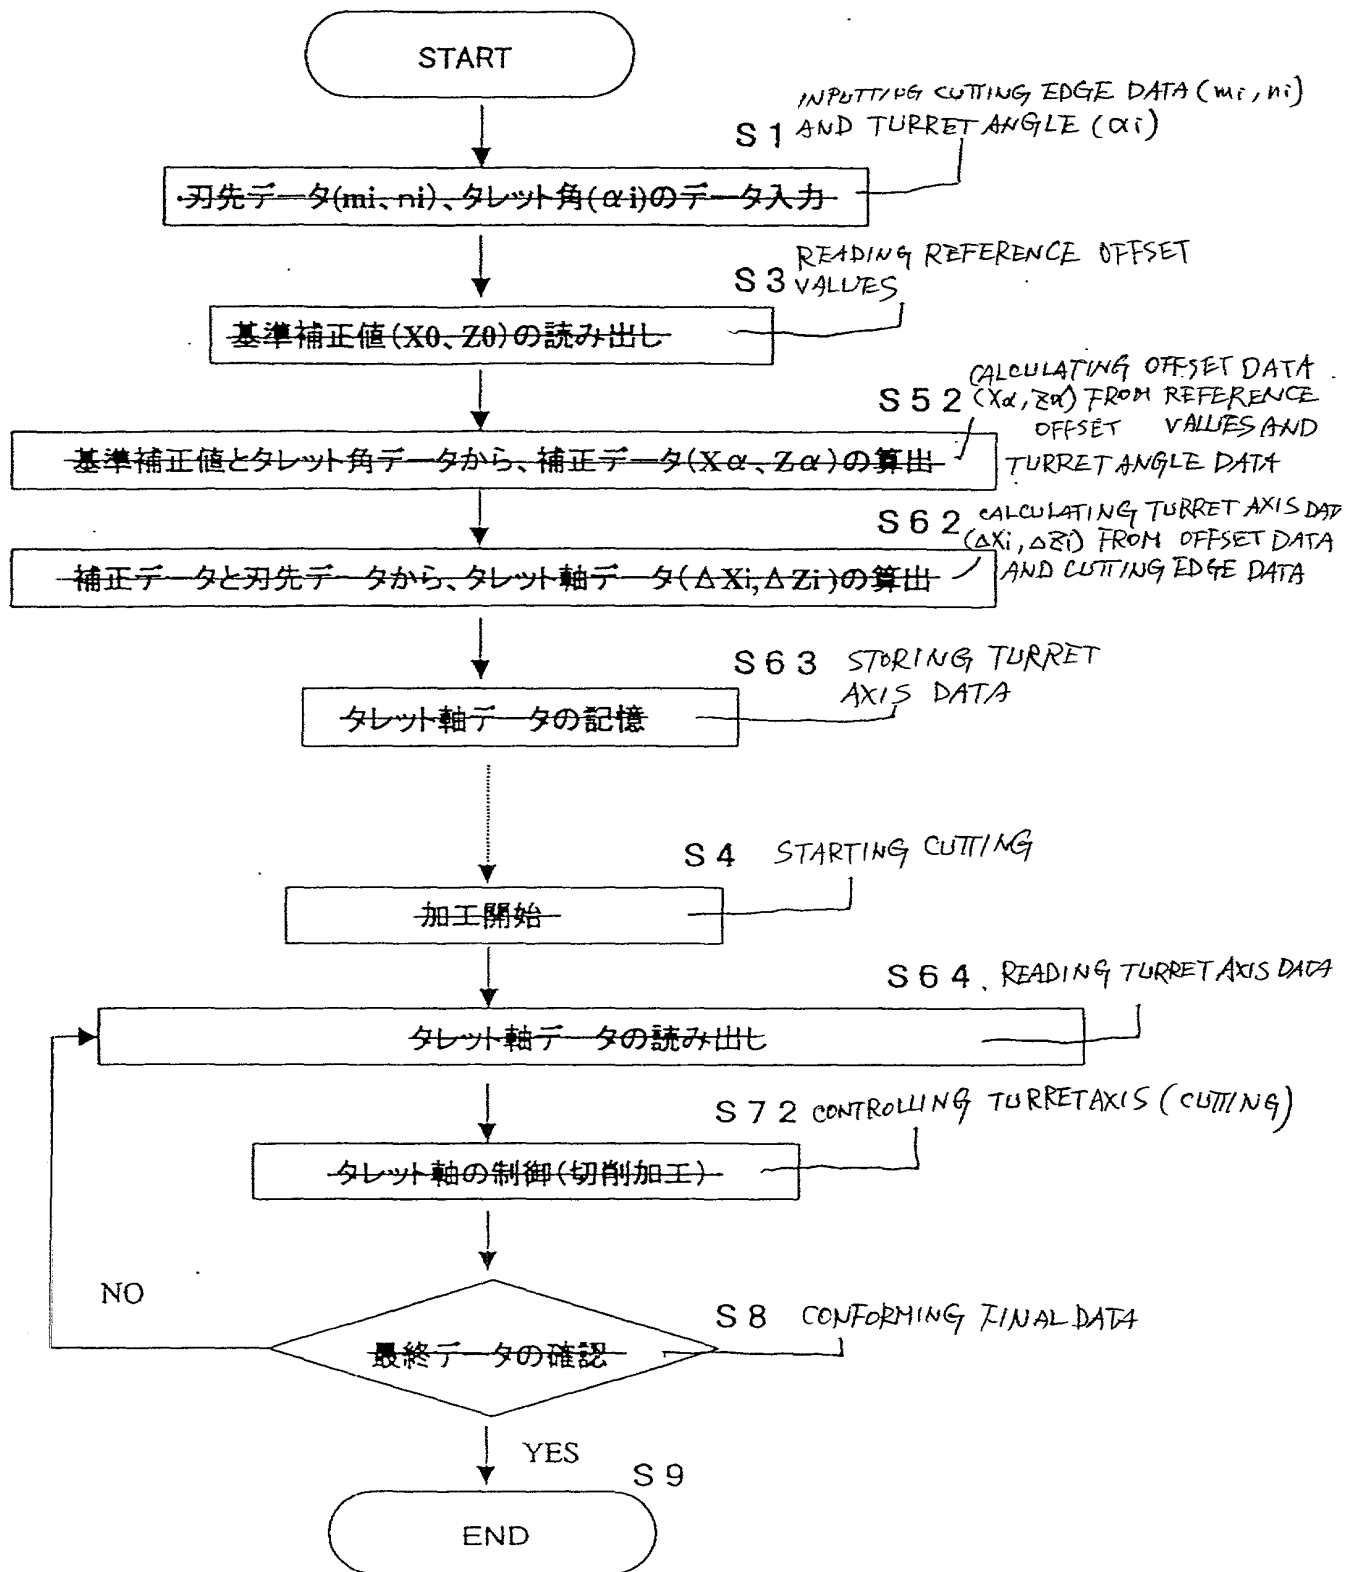 START
INPUTTING CUTTING EDGE DATA (mi, ni)
S1 AND TURRET ANGLE (αi)
刃先データ(mi、ni)、タレット角(αi)のデータ入力
READING REFERENCE OFFSET
S3 VALUES
基準補正値(X0、Z0)の読み出し
CALCULATING OFFSET DATA
S52 (Xα, Zα) FROM REFERENCE
OFFSET VALUES AND
TURRET ANGLE DATA
基準補正値とタレット角データから、補正データ(Xα、Zα)の算出
S62 CALCULATING TURRET AXIS DAT
(ΔXi, ΔZi) FROM OFFSET DATA
AND CUTTING EDGE DATA
補正データと刃先データから、タレット軸データ(ΔXi,ΔZi)の算出
S63 STORING TURRET
AXIS DATA
タレット軸データの記憶
S4 STARTING CUTTING
加工開始
S64. READING TURRET AXIS DATA
タレット軸データの読み出し
S72 CONTROLLING TURRET AXIS (CUTTING)
タレット軸の制御(切削加工)
NO
S8 CONFORMING FINAL DATA
最終データの確認
YES
S9
END